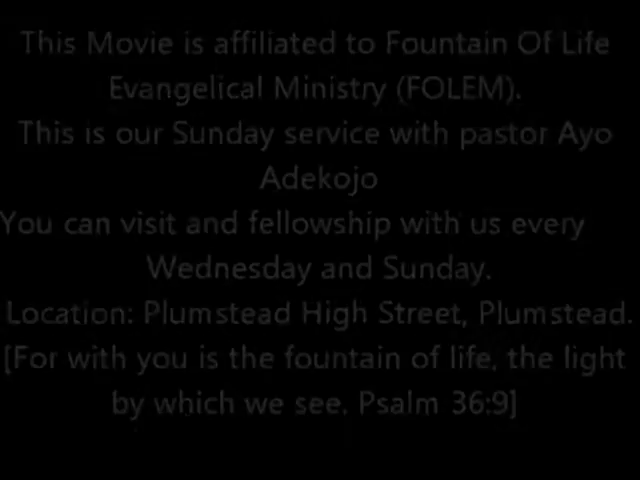 This Movie is affiliated to Fountain Of Life
Evangelical Ministry (FOLEM).
This is our Sunday service with pastor Ayo
Adekojo
You can visit and fellowship with us every
Wednesday and Sunday.
Location: Plumstead High Street, Plumstead.
[For with you is the fountain of life, the light
by which we see. Psalm 36:9]